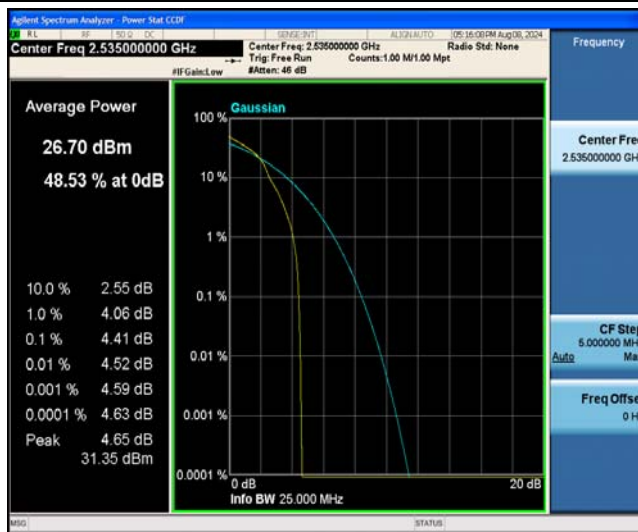 Agilent Spectrum Analyzer - Power Stat CCDF
RL RF 50 Ω DC SENSE:INT ALIGN AUTO 05:16:08 PM Aug 08, 2024
Center Freq 2.535000000 GHz
Center Freq: 2.535000000 GHz Radio Std: None
Trig: Free Run Counts:1.00 M/1.00 Mpt
#IFGain:Low #Atten: 46 dB
Frequency
Average Power
26.70 dBm
48.53 % at 0dB
10.0 % 2.55 dB
1.0 % 4.06 dB
0.1 % 4.41 dB
0.01 % 4.52 dB
0.001 % 4.59 dB
0.0001 % 4.63 dB
Peak 4.65 dB
31.35 dBm
Gaussian
100 %
10 %
1 %
0.1 %
0.01 %
0.001 %
0.0001 %
0 dB 20 dB
Info BW 25.000 MHz
Center Fre
2.535000000 GH
CF Ste
5.000000 MH
Auto Ma
Freq Offse
0 H
MSG STATUS